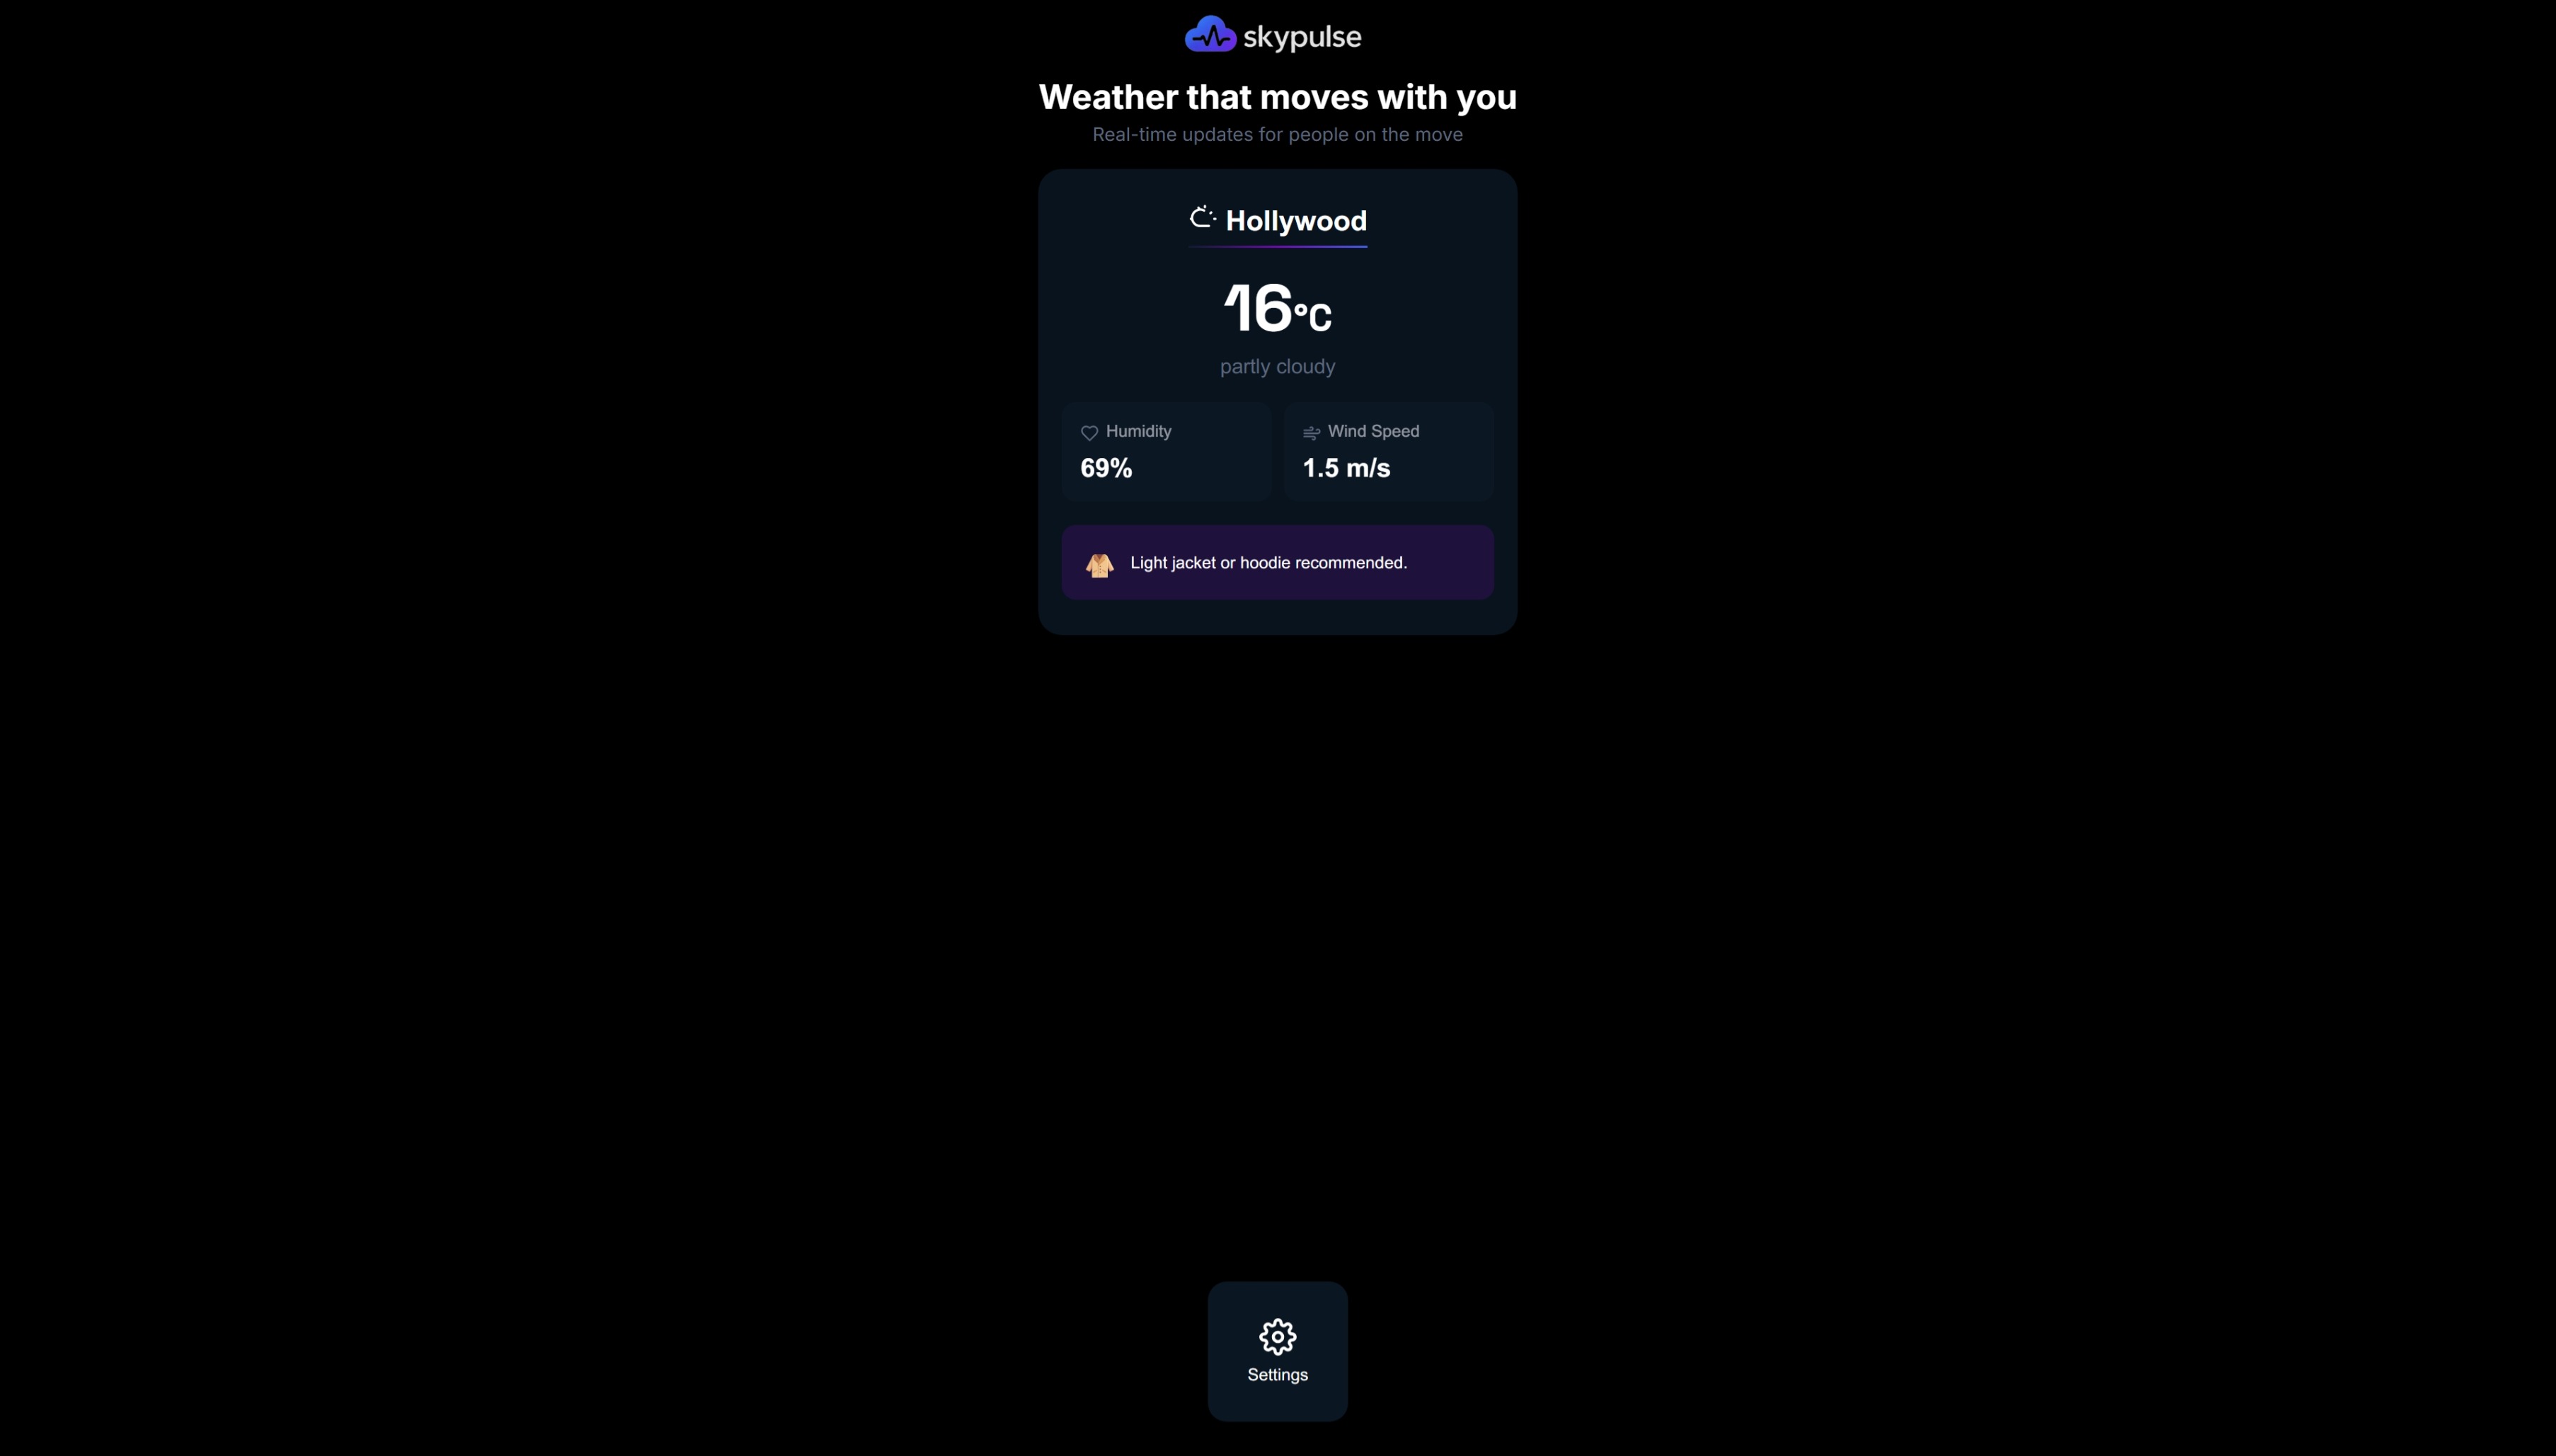 skypulse
Weather that moves with you
Real-time updates for people on the move
Hollywood
16°C
partly cloudy
Humidity
69%
Wind Speed
1.5 m/s
Light jacket or hoodie recommended.
Settings